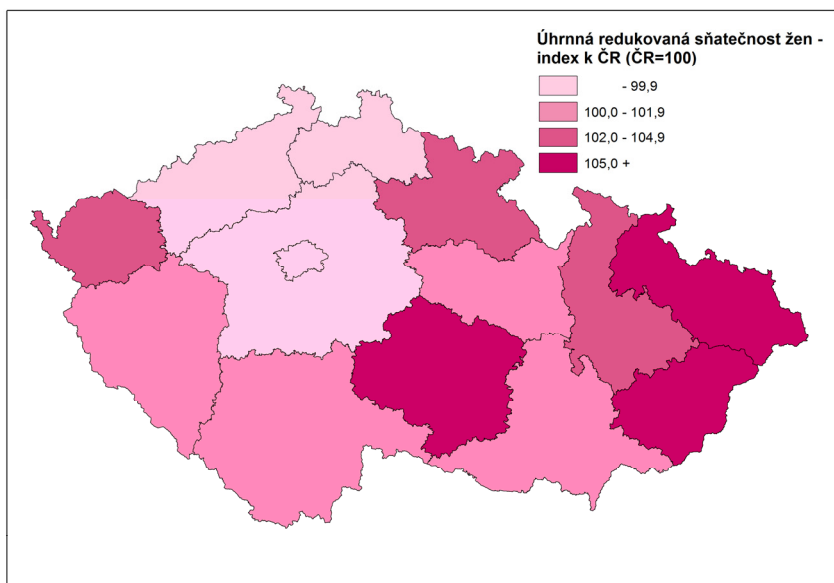 Úhrnná redukovaná sňatečnost žen -
index k ČR (ČR=100)
- 99,9
100,0 - 101,9
102,0 - 104,9
105,0 +